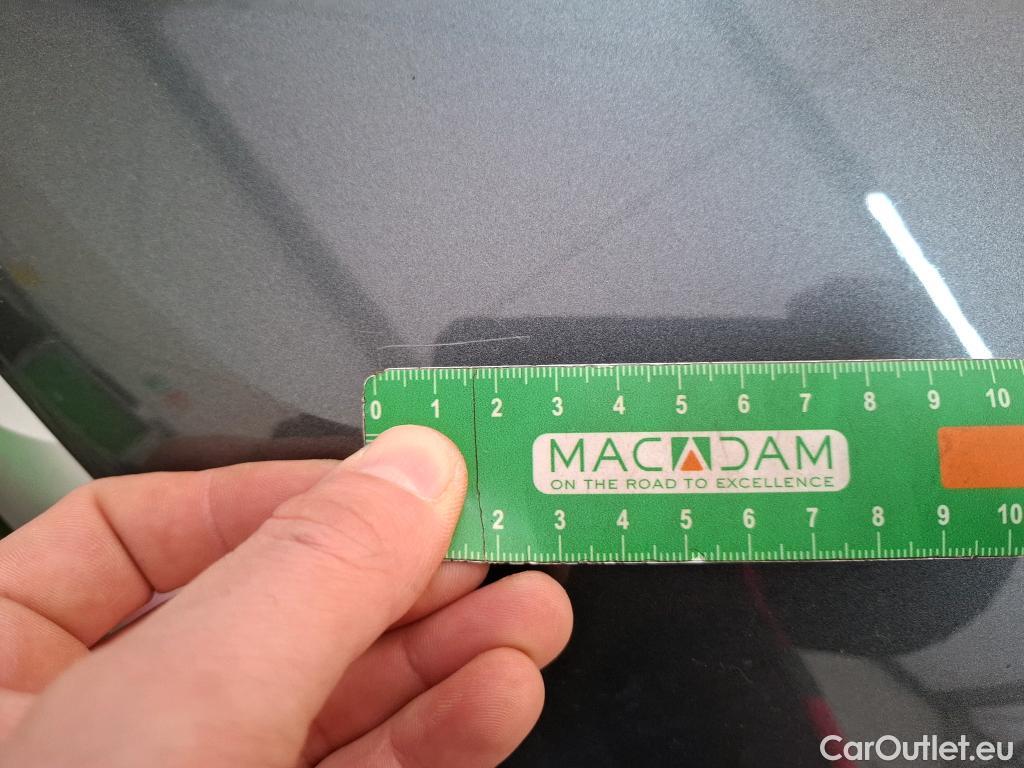 0 1 2 3 4 5 6 7 8 9 10
MACADAM
ON THE ROAD TO EXCELLENCE
2 3 4 5 6 7 8 9 10
CarOutlet.eu